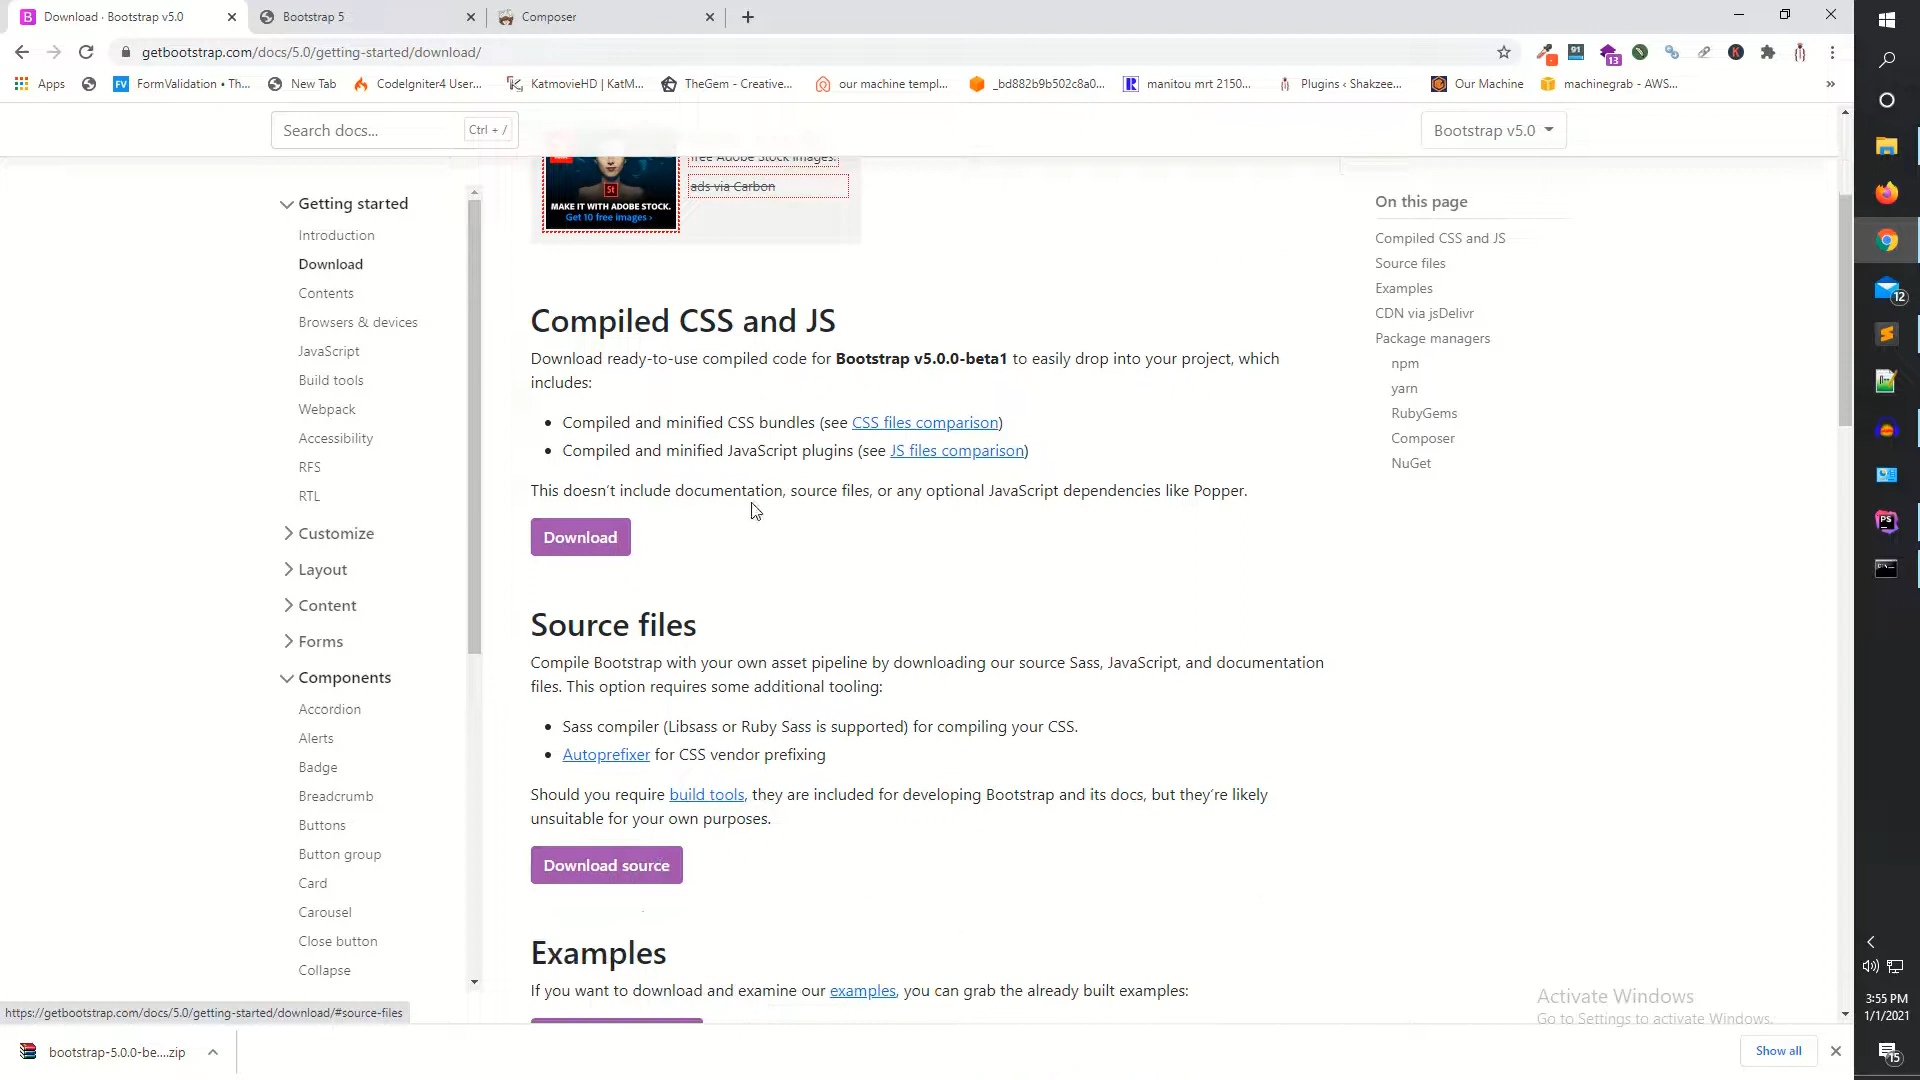 Download · Bootstrap v5.0
Bootstrap 5
Composer
getbootstrap.com/docs/5.0/getting-started/download/
91
13
K
Apps
FV FormValidation • Th...
New Tab
CodeIgniter4 User...
KatmovieHD | KatM...
TheGem - Creative...
our machine templ...
_bd882b9b502c8a0...
manitou mrt 2150...
Plugins ‹ Shakzee...
Our Machine
machinegrab - AWS...
Search docs...
Ctrl + /
Bootstrap v5.0
free Adobe Stock images.
ads via Carbon
St
MAKE IT WITH ADOBE STOCK.
Get 10 free images ›
Getting started
Introduction
Download
Contents
Browsers & devices
JavaScript
Build tools
Webpack
Accessibility
RFS
RTL
Customize
Layout
Content
Forms
Components
Accordion
Alerts
Badge
Breadcrumb
Buttons
Button group
Card
Carousel
Close button
Collapse
Compiled CSS and JS
Download ready-to-use compiled code for Bootstrap v5.0.0-beta1 to easily drop into your project, which
includes:
• Compiled and minified CSS bundles (see CSS files comparison)
• Compiled and minified JavaScript plugins (see JS files comparison)
This doesn't include documentation, source files, or any optional JavaScript dependencies like Popper.
Download
Source files
Compile Bootstrap with your own asset pipeline by downloading our source Sass, JavaScript, and documentation
files. This option requires some additional tooling:
• Sass compiler (Libsass or Ruby Sass is supported) for compiling your CSS.
• Autoprefixer for CSS vendor prefixing
Should you require build tools, they are included for developing Bootstrap and its docs, but they're likely
unsuitable for your own purposes.
Download source
Examples
If you want to download and examine our examples, you can grab the already built examples:
On this page
Compiled CSS and JS
Source files
Examples
CDN via jsDelivr
Package managers
npm
yarn
RubyGems
Composer
NuGet
Activate Windows
Go to Settings to activate Windows.
https://getbootstrap.com/docs/5.0/getting-started/download/#source-files
bootstrap-5.0.0-be....zip
Show all
12
PS
3:55 PM
1/1/2021
15